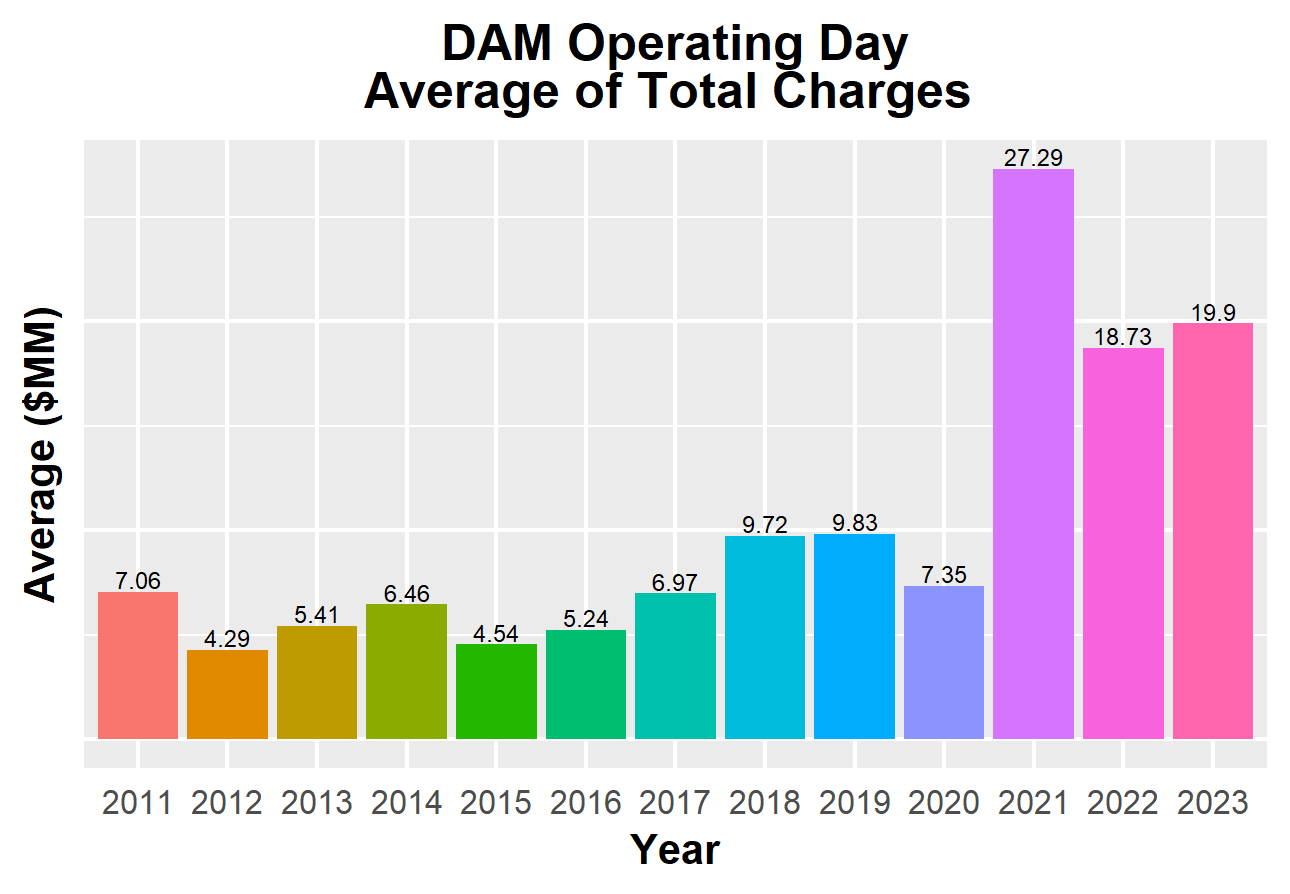 DAM Operating Day
Average of Total Charges
Average ($MM)
27.29
19.9
18.73
9.72
9.83
7.06
6.97
7.35
6.46
5.41
5.24
4.29
4.54
2011 2012 2013 2014 2015 2016 2017 2018 2019 2020 2021 2022 2023
Year